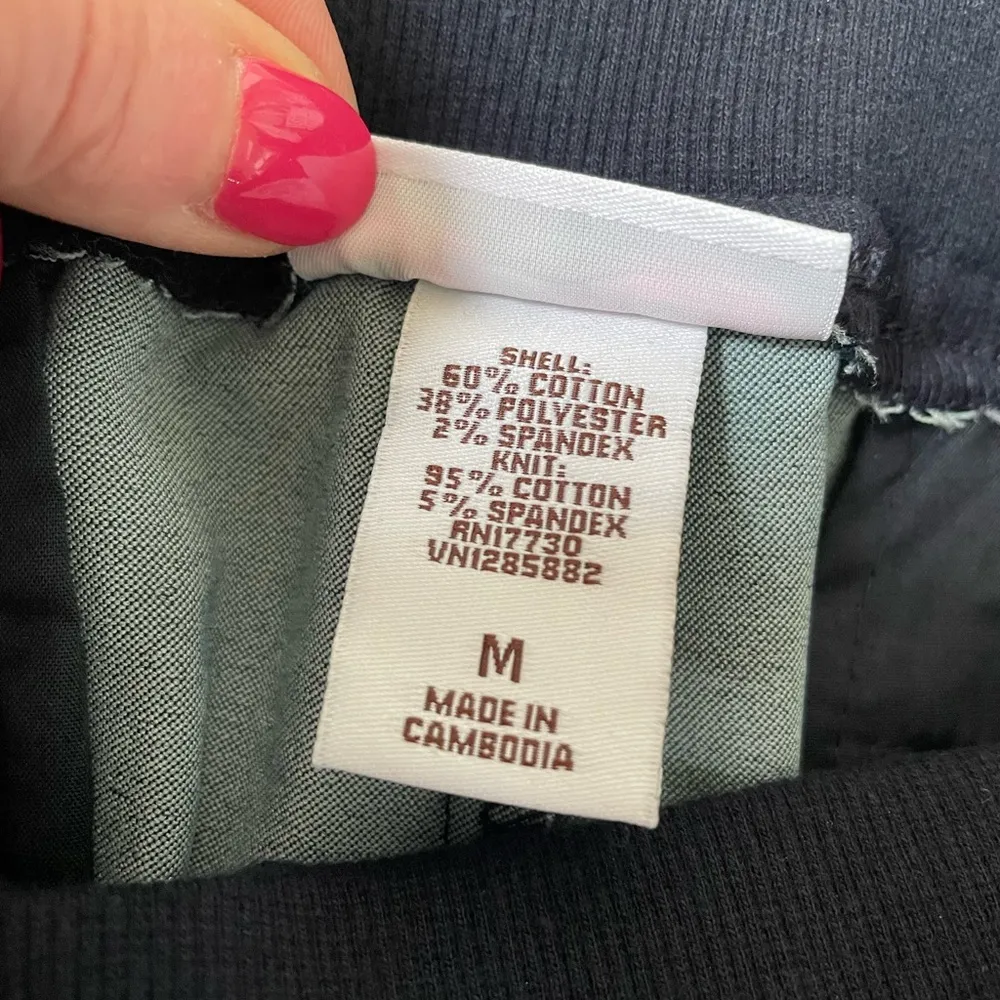 SHELL:
60% COTTON
38% POLYESTER
2% SPANDEX
KNIT:
95% COTTON
5% SPANDEX
RN17730
VN1285882
M
MADE IN
CAMBODIA